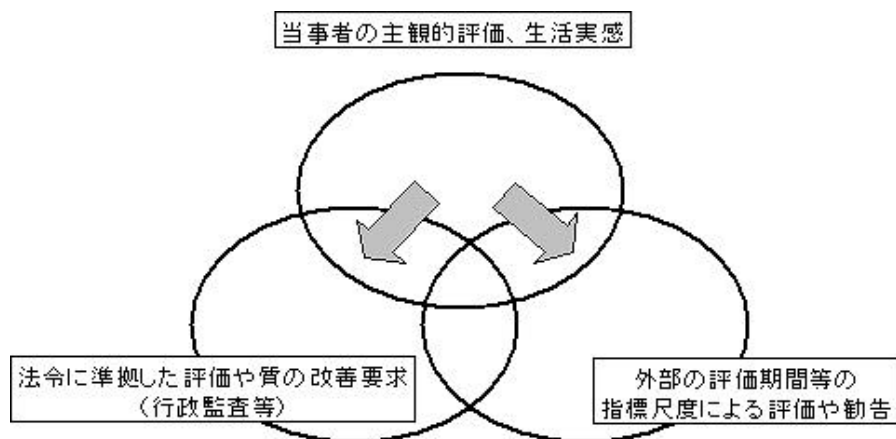 当事者の主観的評価、生活実感
法令に準拠した評価や質の改善要求
（行政監査等）
外部の評価期間等の
指標尺度による評価や勧告